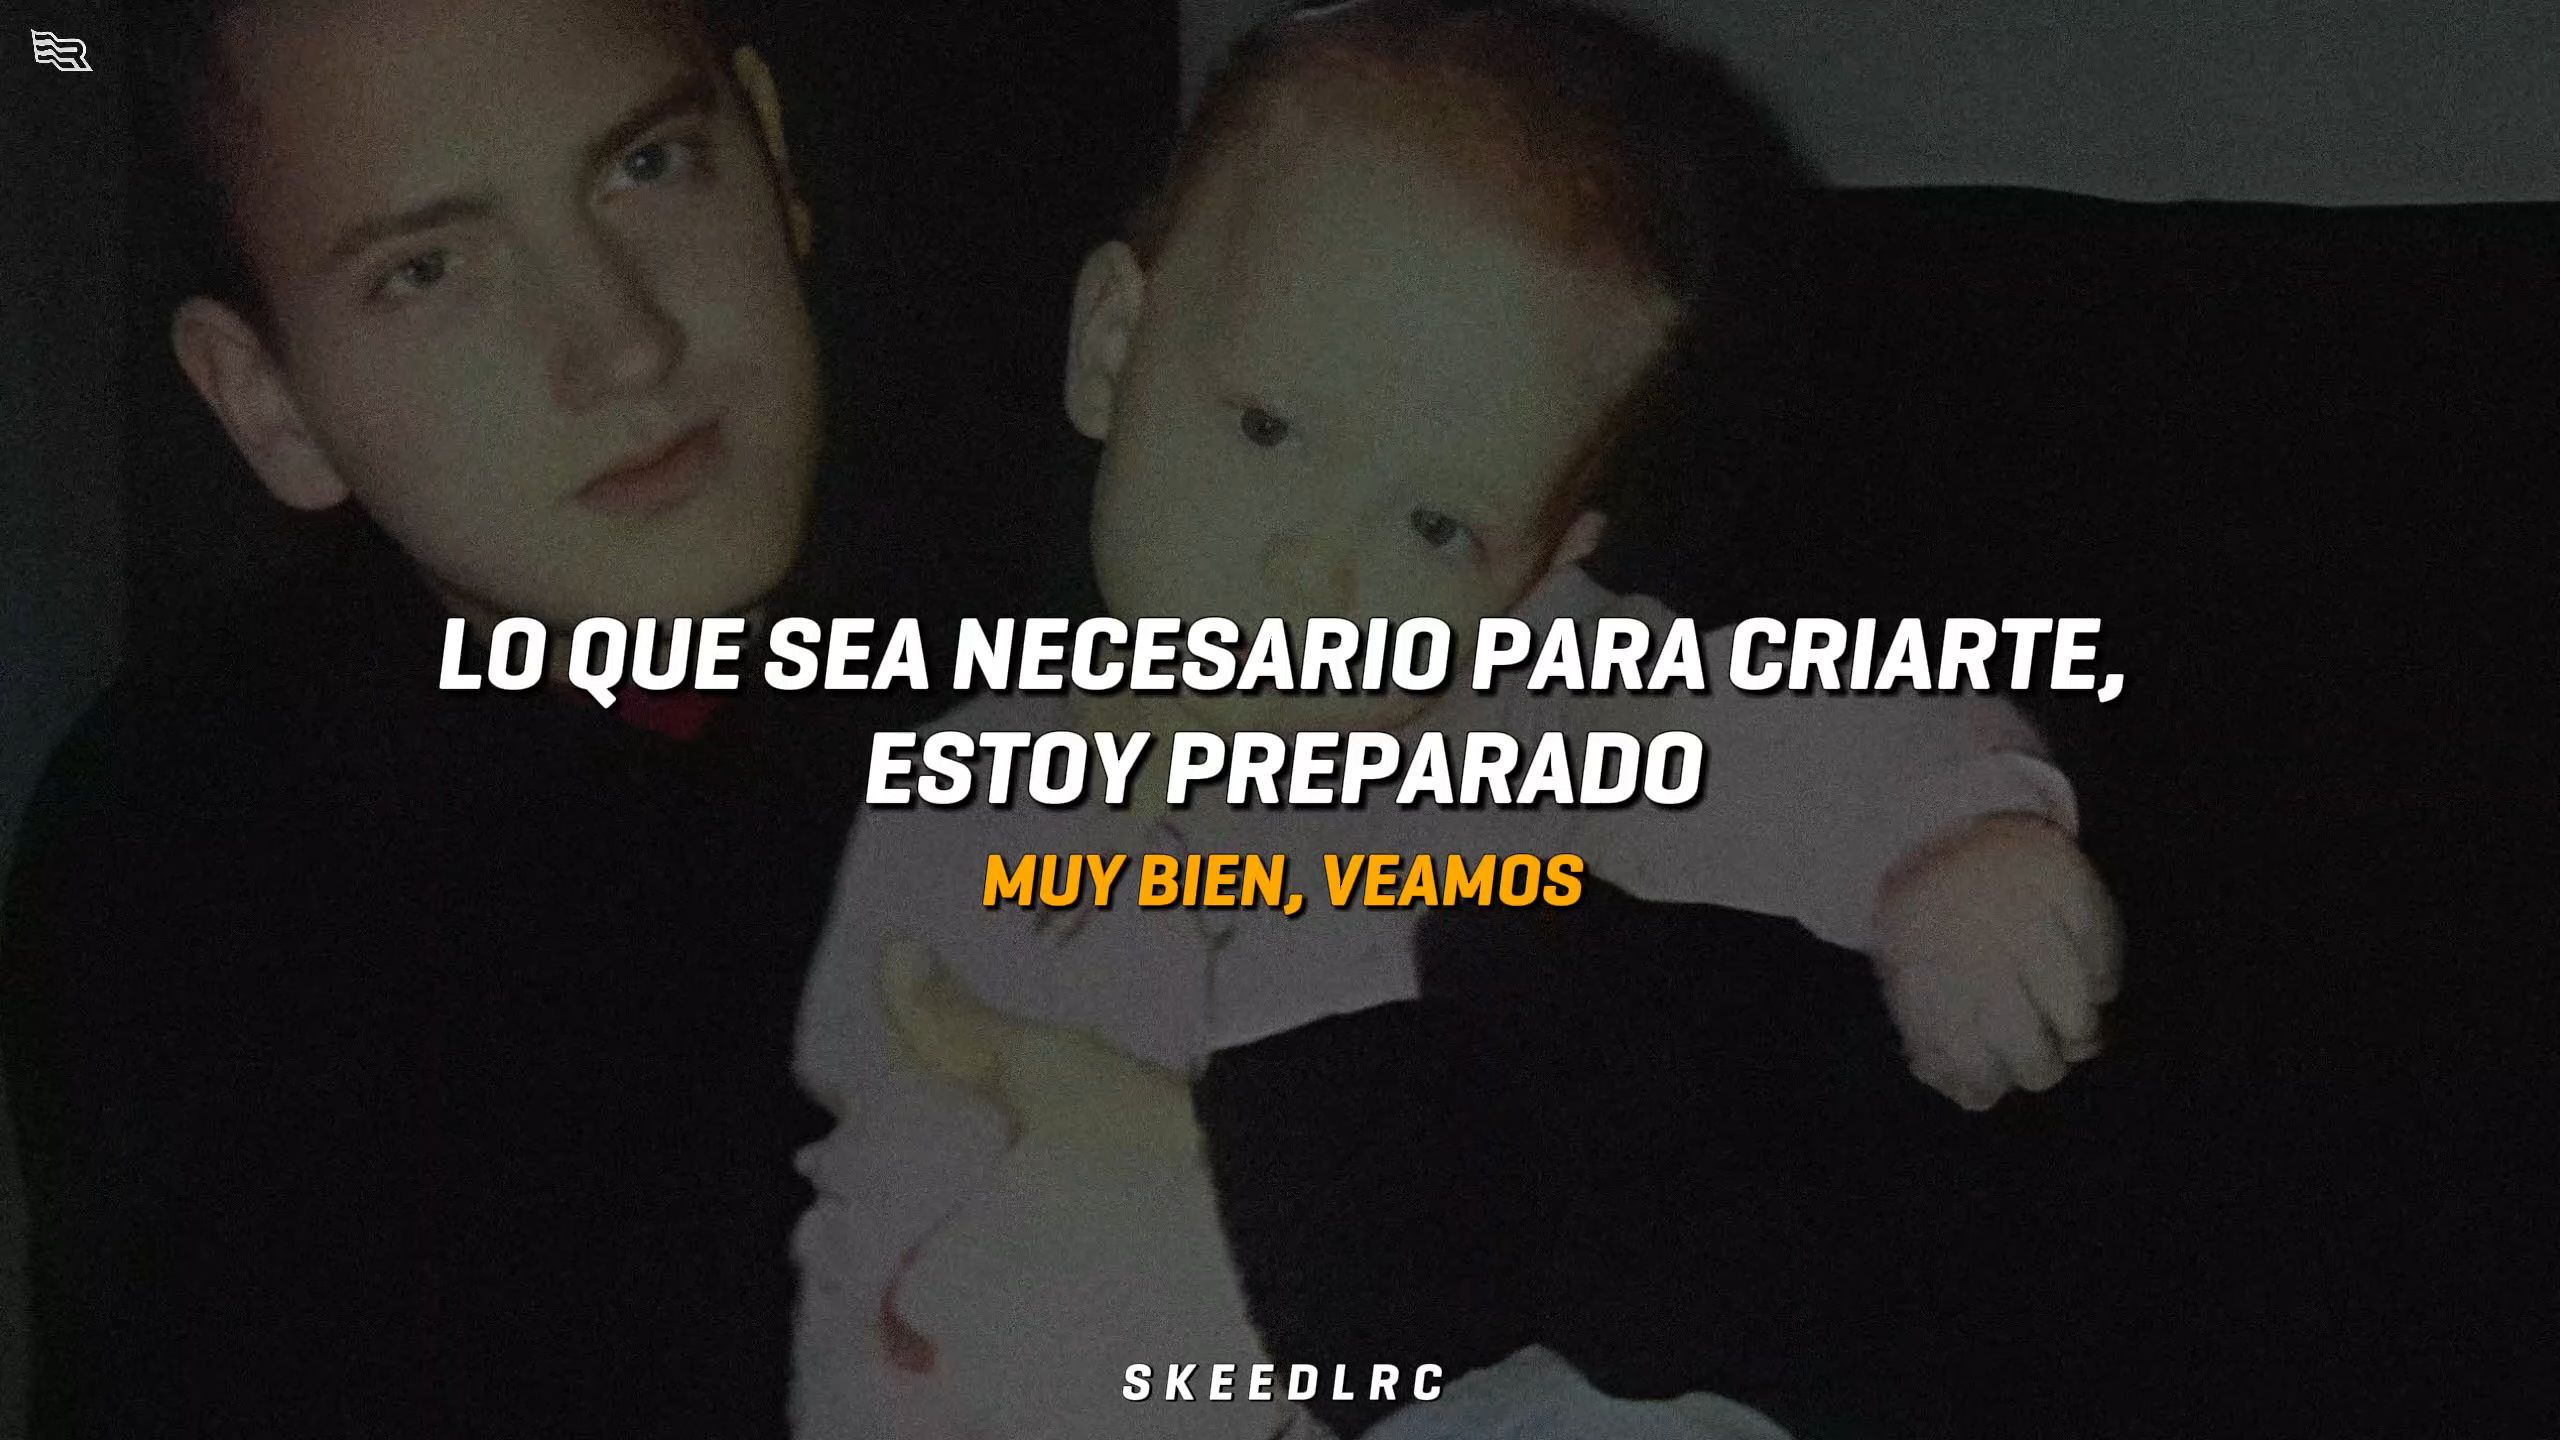 LO QUE SEA NECESARIO PARA CRIARTE,
ESTOY PREPARADO
MUY BIEN, VEAMOS
SKEEDLRC